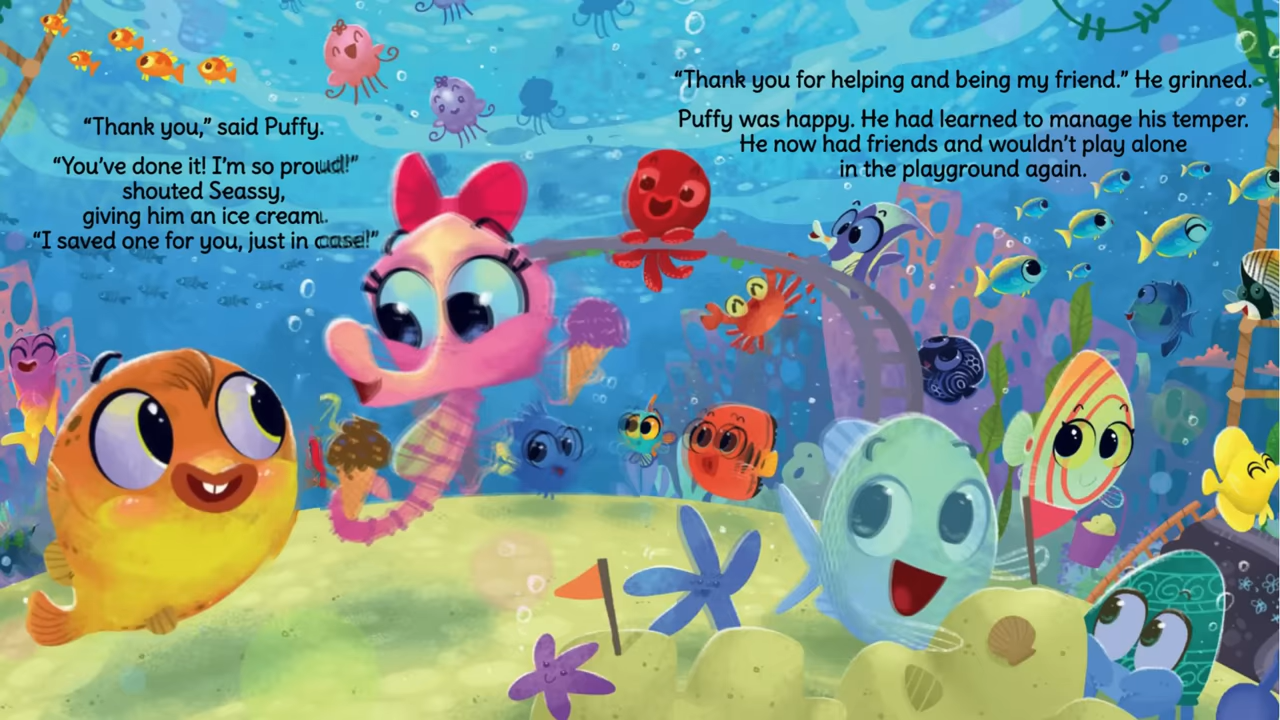 “Thank you,” said Puffy.
“You’ve done it! I’m so proud!”
shouted Seassy,
giving him an ice cream.
“I saved one for you, just in case!”
“Thank you for helping and being my friend.” He grinned.
Puffy was happy. He had learned to manage his temper.
He now had friends and wouldn’t play alone
in the playground again.